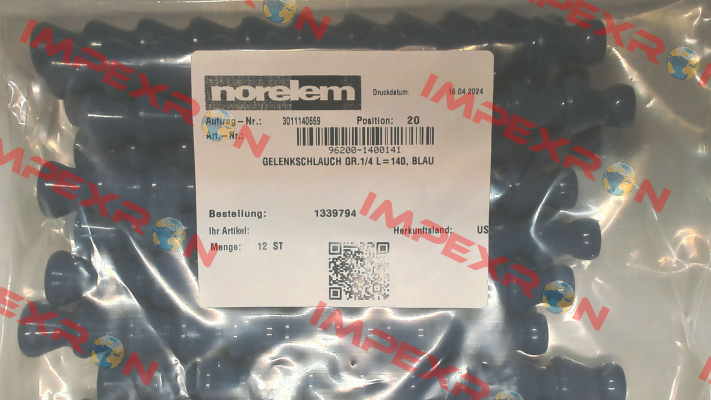 norelem
Druckdatum: 16.04.2024
Auftrag-Nr.: 3011140669 Position: 20
Art.-Nr.:
96200-1400141
GELENKSCHLAUCH GR.1/4 L=140, BLAU
Bestellung: 1339794
Ihr Artikel: Herkunftsland: US
Menge: 12 ST
IMPEXRON
IMPEXRON
IMPEXRON
IMPEXRON
IMPEXRON